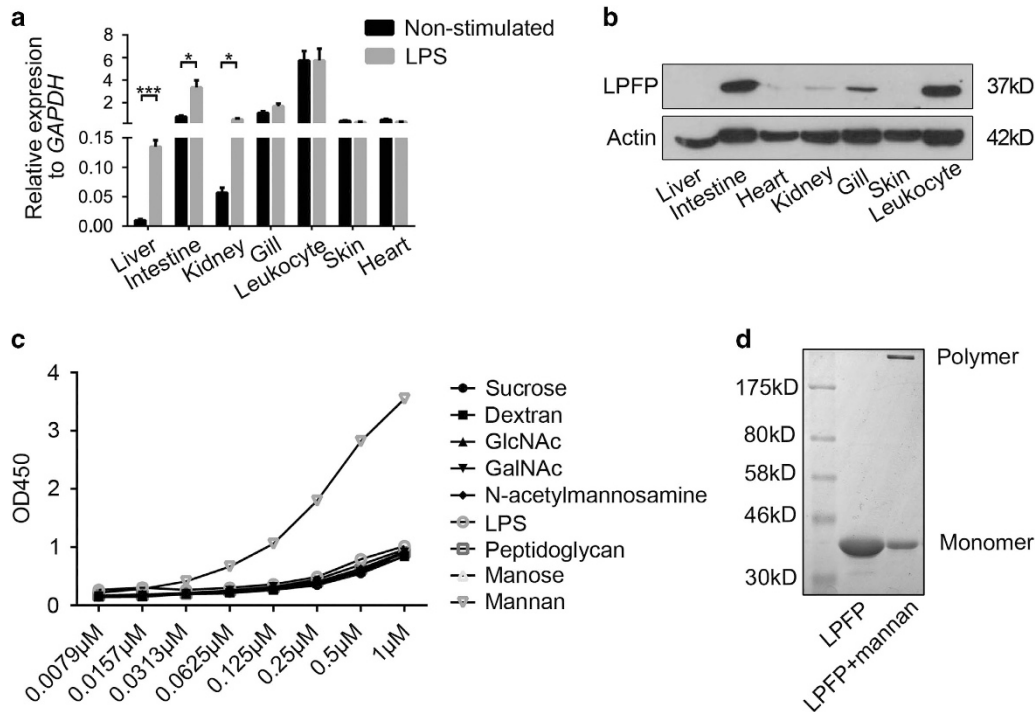 a
Non-stimulated
LPS
Relative expresion
to GAPDH
8
6
4
2
0.15
0.10
0.05
0.00
***
*
*
Liver
Intestine
Kidney
Gill
Leukocyte
Skin
Heart
b
LPFP
37kD
Actin
42kD
Liver
Intestine
Heart
Kidney
Gill
Skin
Leukocyte
c
OD450
4
3
2
1
0
0.0079μM
0.0157μM
0.0313μM
0.0625μM
0.125μM
0.25μM
0.5μM
1μM
Sucrose
Dextran
GlcNAc
GalNAc
N-acetylmannosamine
LPS
Peptidoglycan
Manose
Mannan
d
175kD
80kD
58kD
46kD
30kD
Polymer
Monomer
LPFP
LPFP+mannan